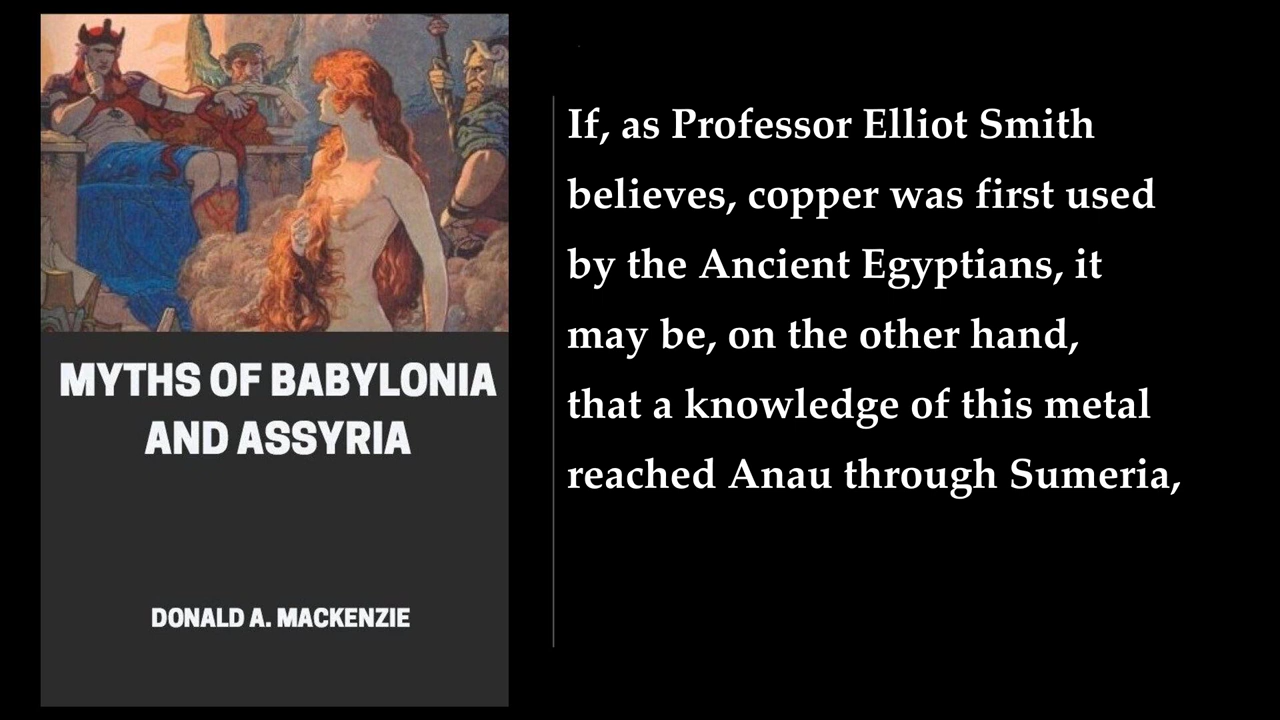 MYTHS OF BABYLONIA
AND ASSYRIA
DONALD A. MACKENZIE
If, as Professor Elliot Smith
believes, copper was first used
by the Ancient Egyptians, it
may be, on the other hand,
that a knowledge of this metal
reached Anau through Sumeria,